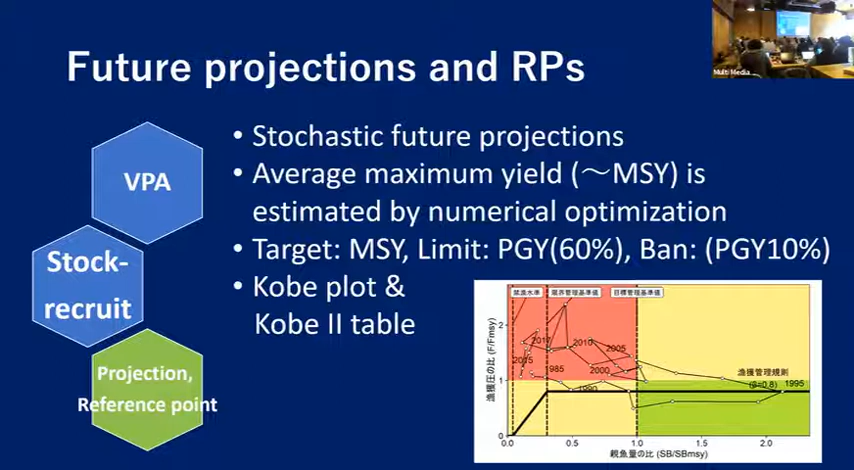 Future projections and RPs
Multi Media
VPA
Stock-
recruit
Projection,
Reference point
• Stochastic future projections
• Average maximum yield (～MSY) is
estimated by numerical optimization
• Target: MSY, Limit: PGY(60%), Ban: (PGY10%)
• Kobe plot &
Kobe II table
禁漁水準
限界管理基準値
目標管理基準値
漁獲圧の比 (F/Fmsy)
2
1
0
2010
2005
2015
2000
1985
1990
1995
漁獲管理規則
(β=0.8)
0.0
0.5
1.0
1.5
2.0
親魚量の比 (SB/SBmsy)